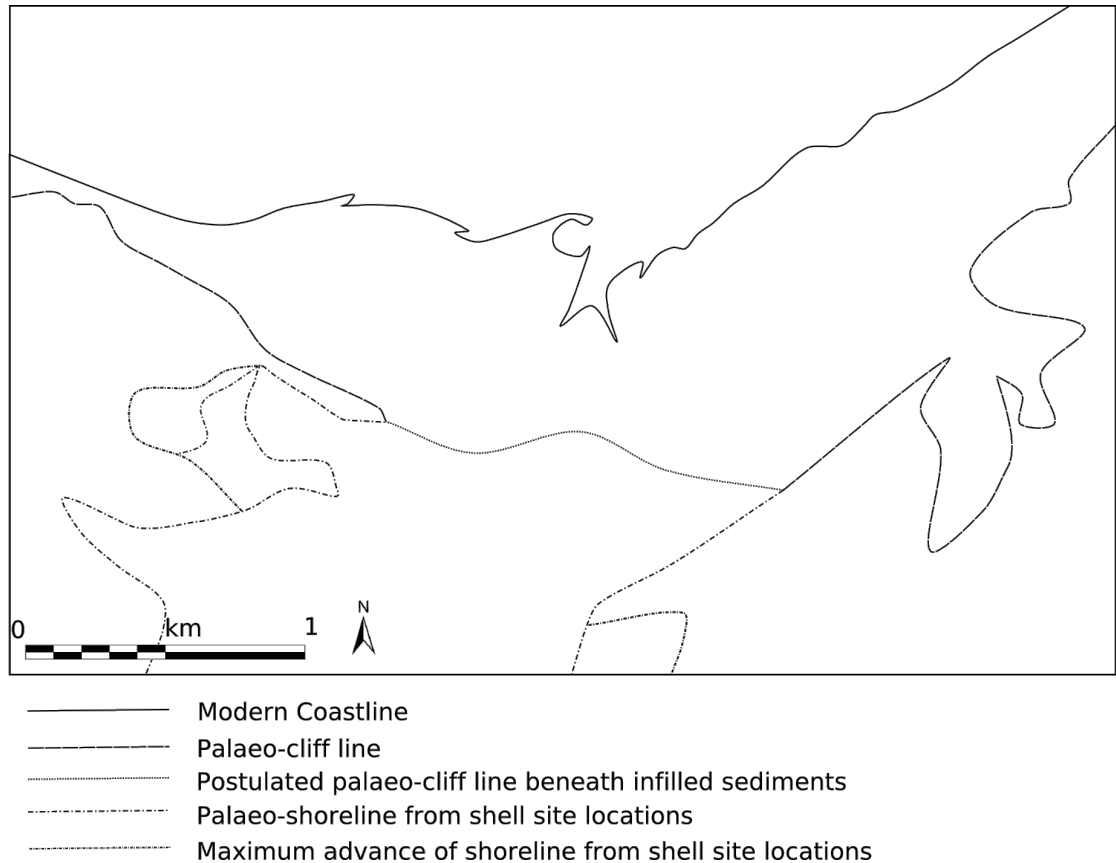 N
0 km 1
Modern Coastline
Palaeo-cliff line
Postulated palaeo-cliff line beneath infilled sediments
Palaeo-shoreline from shell site locations
Maximum advance of shoreline from shell site locations